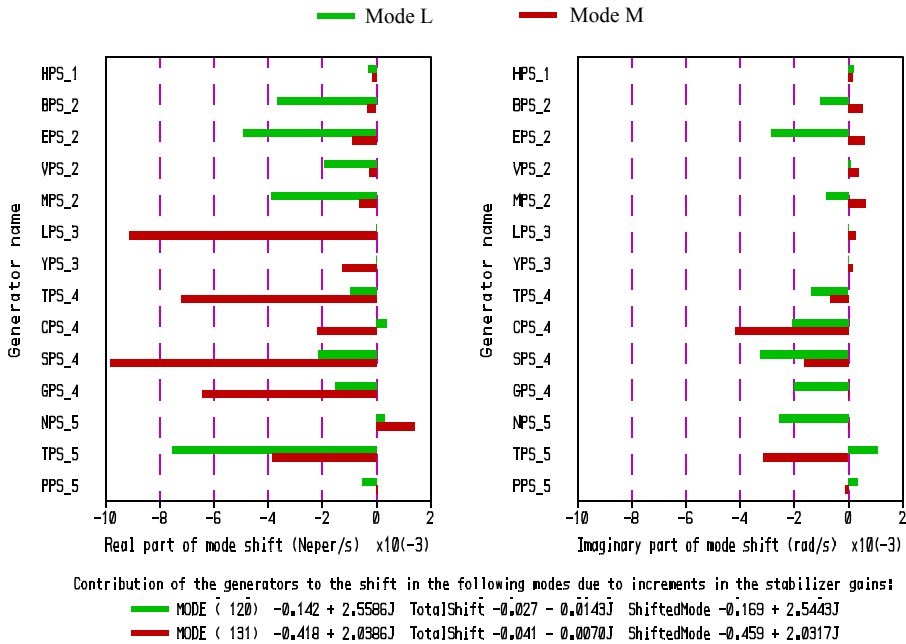 Mode L
Mode M
Generator name
HPS_1
BPS_2
EPS_2
VPS_2
MPS_2
LPS_3
YPS_3
TPS_4
CPS_4
SPS_4
GPS_4
NPS_5
TPS_5
PPS_5
-10 -8 -6 -4 -2 0 2
Real part of mode shift (Neper/s) x10(-3)
Generator name
HPS_1
BPS_2
EPS_2
VPS_2
MPS_2
LPS_3
YPS_3
TPS_4
CPS_4
SPS_4
GPS_4
NPS_5
TPS_5
PPS_5
-10 -8 -6 -4 -2 0 2
Imaginary part of mode shift (rad/s) x10(-3)
Contribution of the generators to the shift in the following modes due to increments in the stabilizer gains:
MODE ( 120) -0.142 + 2.5586J TotalShift -0.027 - 0.0143J ShiftedMode -0.169 + 2.5443J
MODE ( 131) -0.418 + 2.0386J TotalShift -0.041 - 0.0070J ShiftedMode -0.459 + 2.0317J